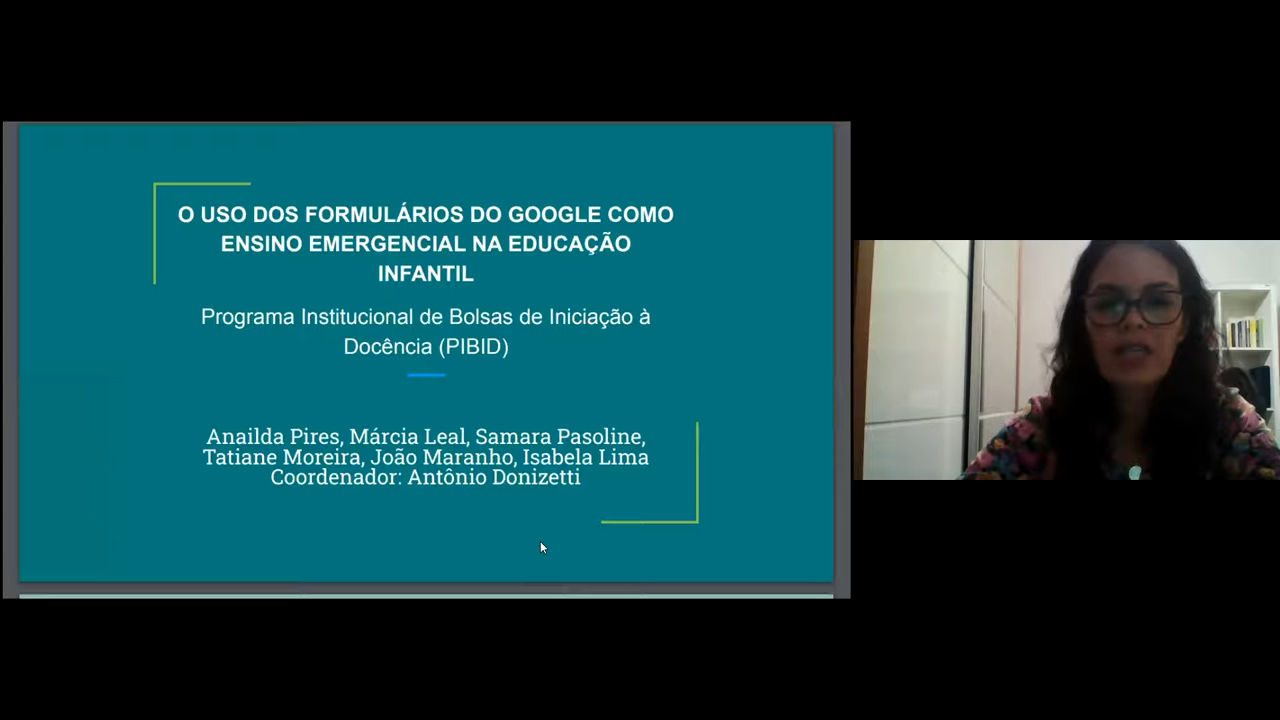 O USO DOS FORMULÁRIOS DO GOOGLE COMO
ENSINO EMERGENCIAL NA EDUCAÇÃO
INFANTIL
Programa Institucional de Bolsas de Iniciação à
Docência (PIBID)
Anailda Pires, Márcia Leal, Samara Pasoline,
Tatiane Moreira, João Maranho, Isabela Lima
Coordenador: Antônio Donizetti